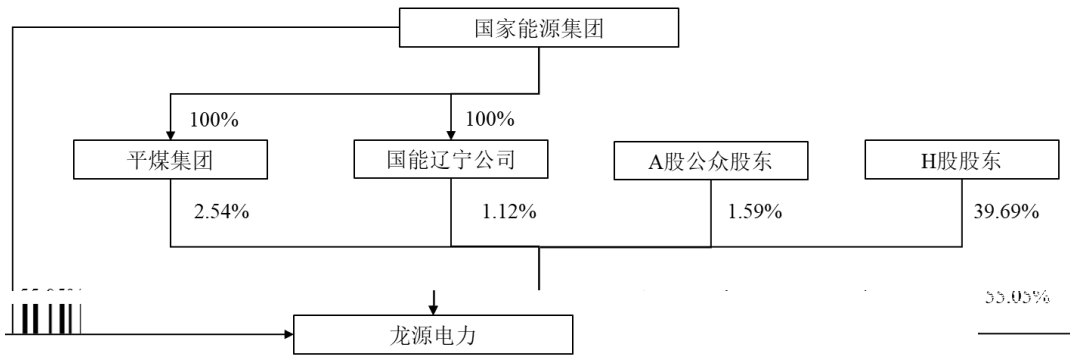 国家能源集团
100%
100%
平煤集团
国能辽宁公司
A股公众股东
H股股东
2.54%
1.12%
1.59%
39.69%
龙源电力